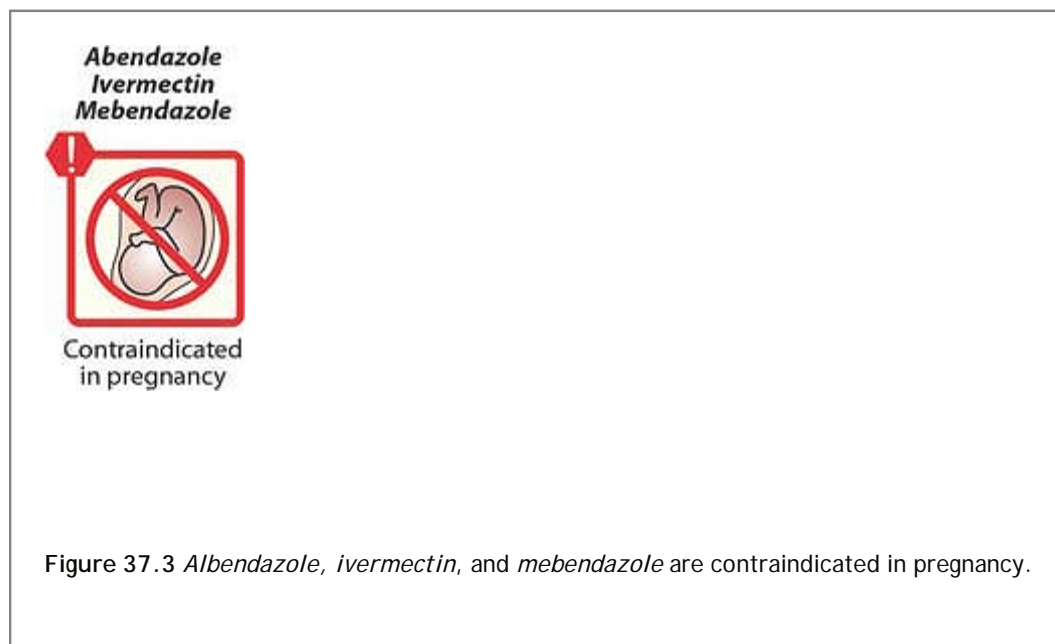 Abendazole
Ivermectin
Mebendazole
!
Contraindicated
in pregnancy
Figure 37.3 Albendazole, ivermectin, and mebendazole are contraindicated in pregnancy.